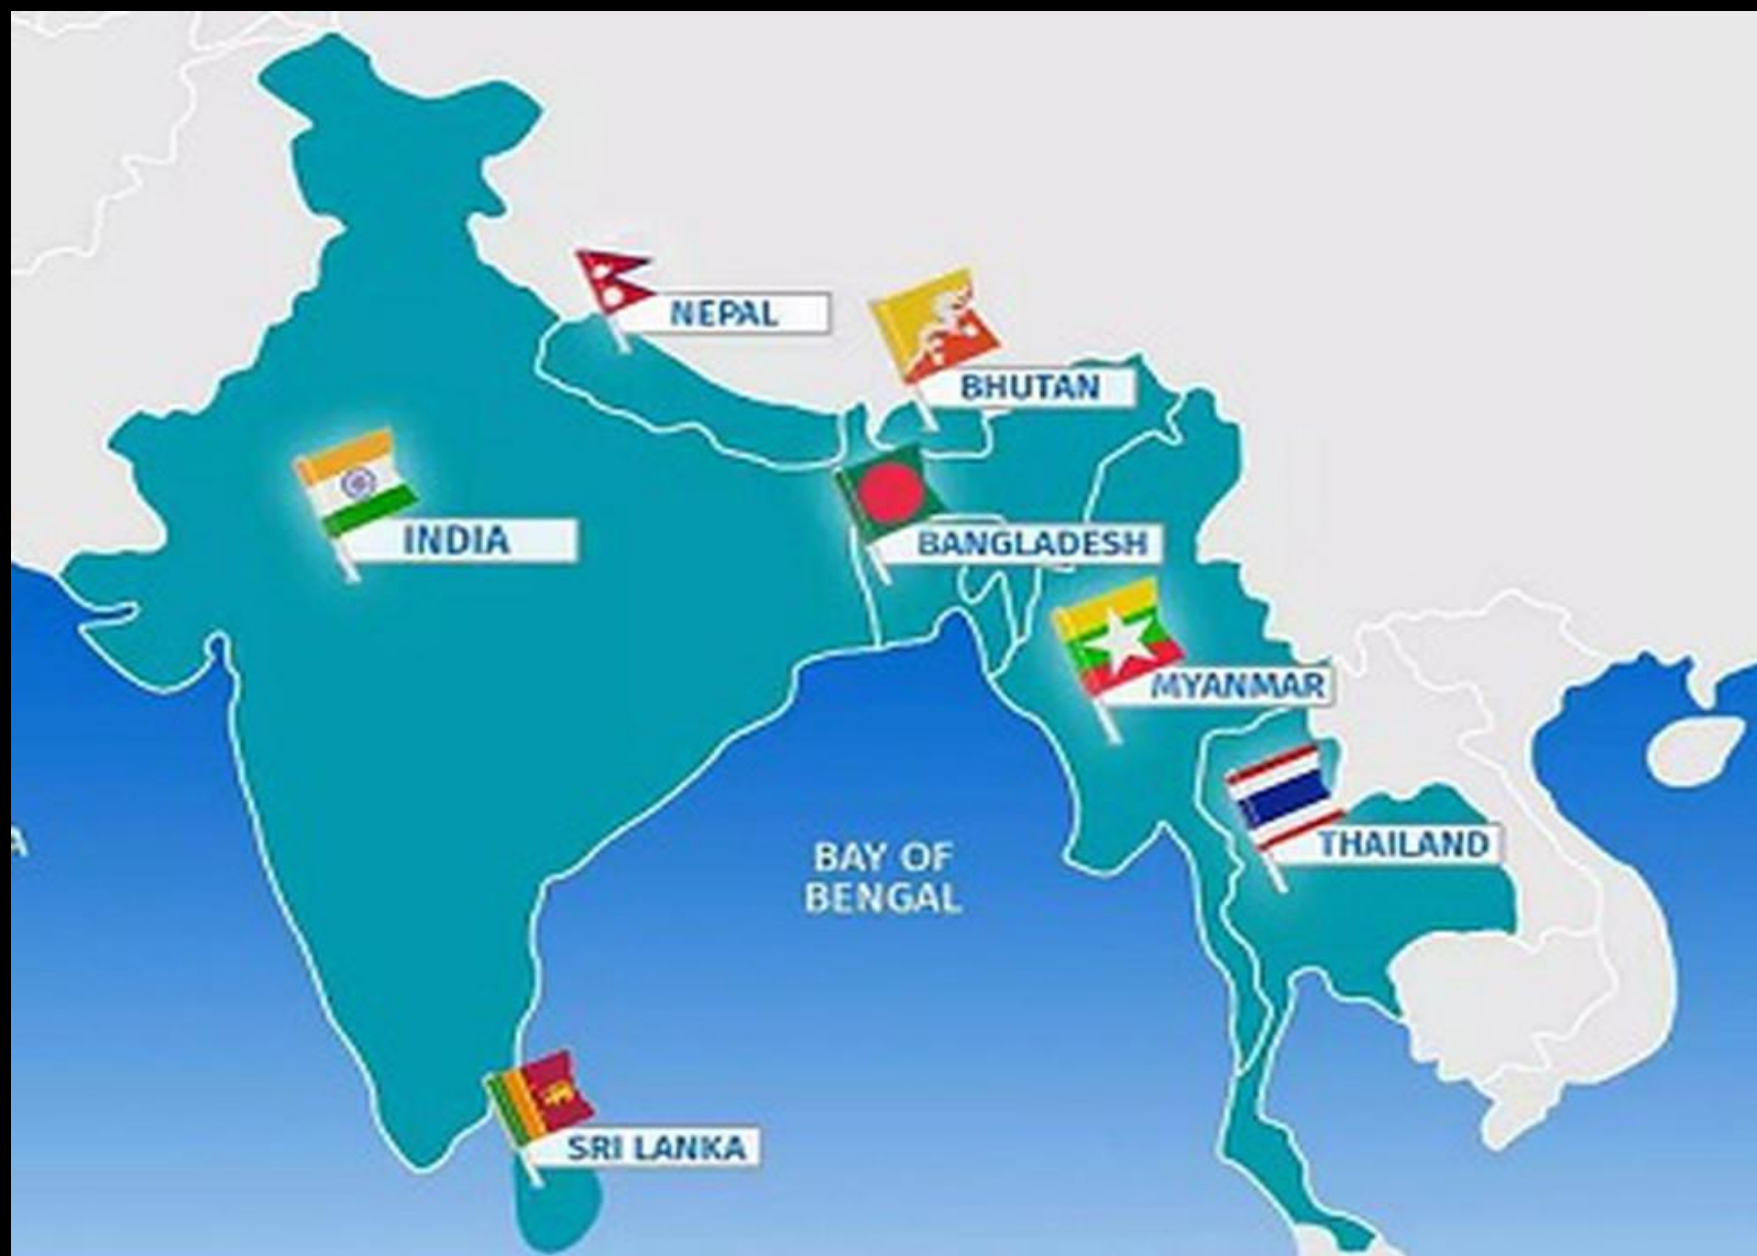 NEPAL
BHUTAN
INDIA
BANGLADESH
MYANMAR
THAILAND
BAY OF
BENGAL
SRI LANKA
A